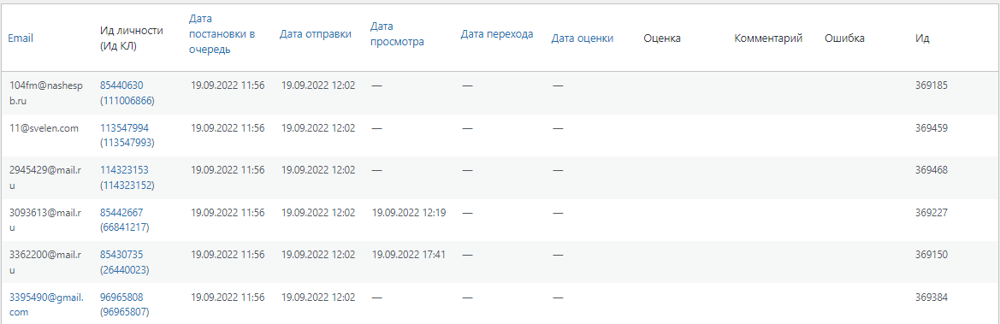 Email Ид личности (Ид КЛ) Дата постановки в очередь Дата отправки Дата просмотра Дата перехода Дата оценки Оценка Комментарий Ошибка Ид
104fm@nashespb.ru 85440630 (111006866) 19.09.2022 11:56 19.09.2022 12:02 — — — 369185
11@svelen.com 113547994 (113547993) 19.09.2022 11:56 19.09.2022 12:02 — — — 369459
2945429@mail.ru 114323153 (114323152) 19.09.2022 11:56 19.09.2022 12:02 — — — 369468
3093613@mail.ru 85442667 (66841217) 19.09.2022 11:56 19.09.2022 12:02 19.09.2022 12:19 — — 369227
3362200@mail.ru 85430735 (26440023) 19.09.2022 11:56 19.09.2022 12:02 19.09.2022 17:41 — — 369150
3395490@gmail.com 96965808 (96965807) 19.09.2022 11:56 19.09.2022 12:02 — — — 369384